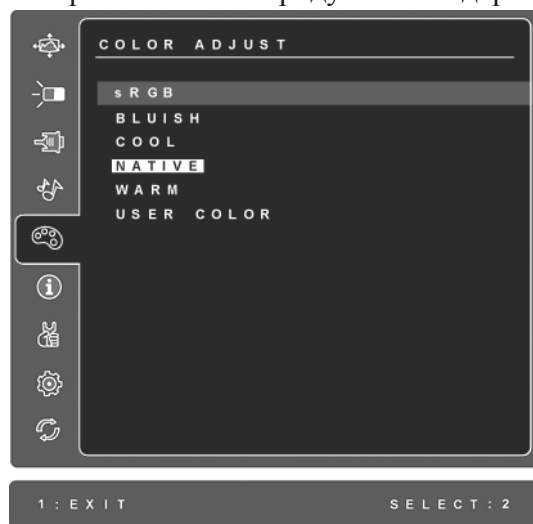 COLOR ADJUST
sRGB
BLUISH
COOL
NATIVE
WARM
USER COLOR
1:EXIT
SELECT:2